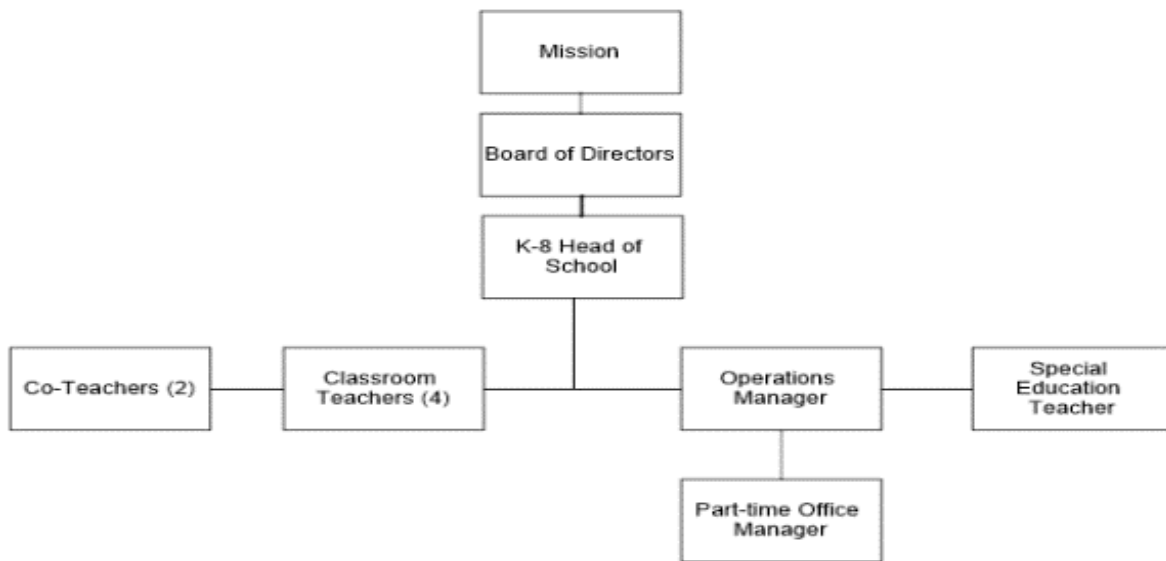 Mission
Board of Directors
K-8 Head of
School
Co-Teachers (2)
Classroom
Teachers (4)
Operations
Manager
Special
Education
Teacher
Part-time Office
Manager